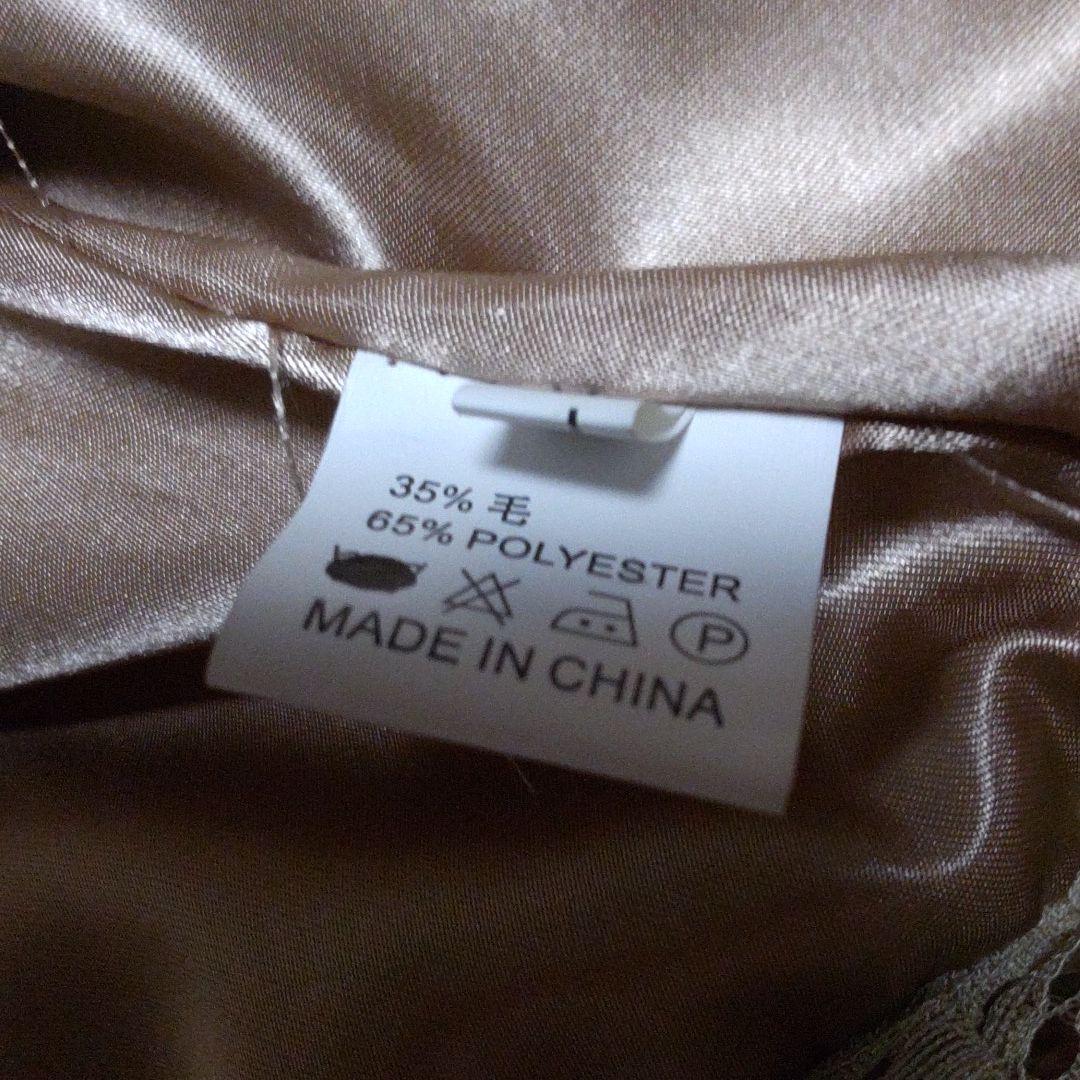 35% 毛
65% POLYESTER
P
MADE IN CHINA